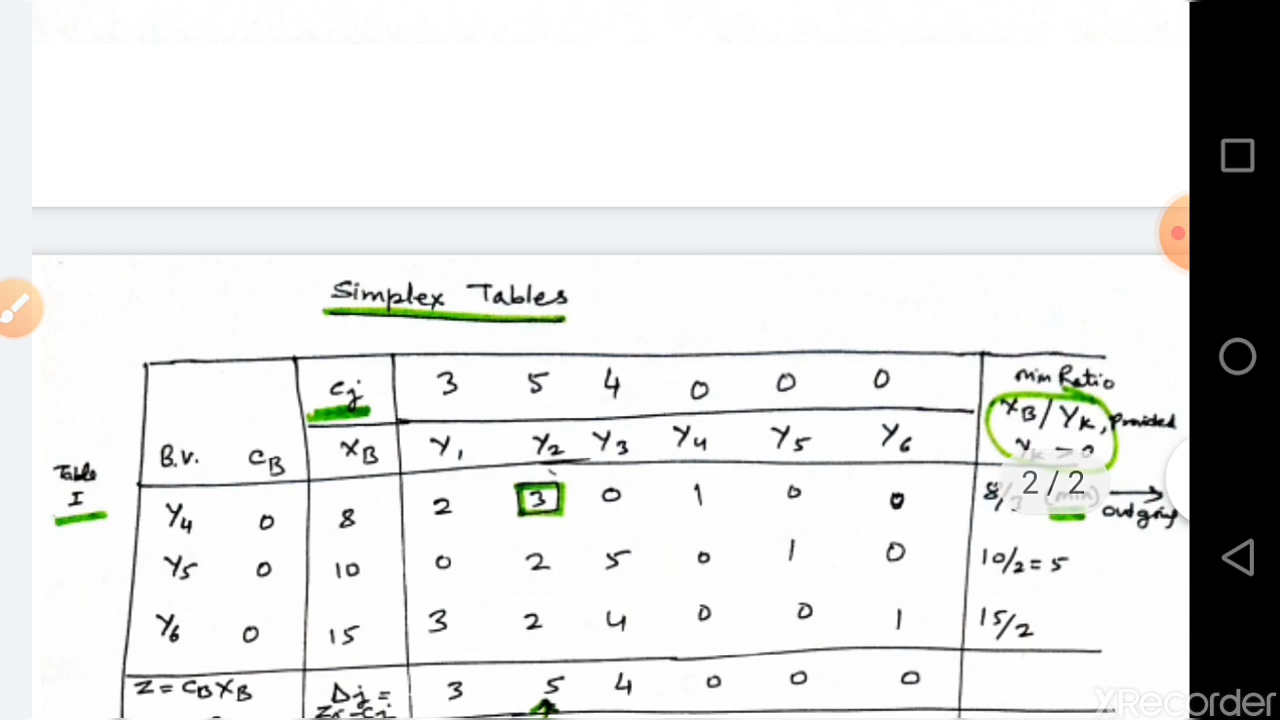 Simplex Tables
Cj 3 5 4 0 0 0 min Ratio
XB/YK, Provided
B.V. CB XB Y1 Y2 Y3 Y4 Y5 Y6
Table I
Y4 0 8 2 3 0 1 0 0 8/3 (min) outgoing
2/2
Y5 0 10 0 2 5 0 1 0 10/2=5
Y6 0 15 3 2 4 0 0 1 15/2
Z=CBXB Δj= 3 5 4 0 0 0
XRecorder